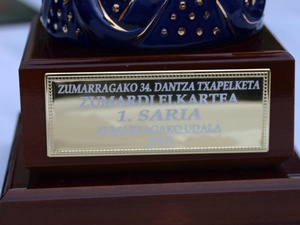 ZUMARRAGAKO 34. DANTZA TXAPELKETA
ZUMARDI ELKARTEA
1. SARIA
ZUMARRAGAKO UDALA